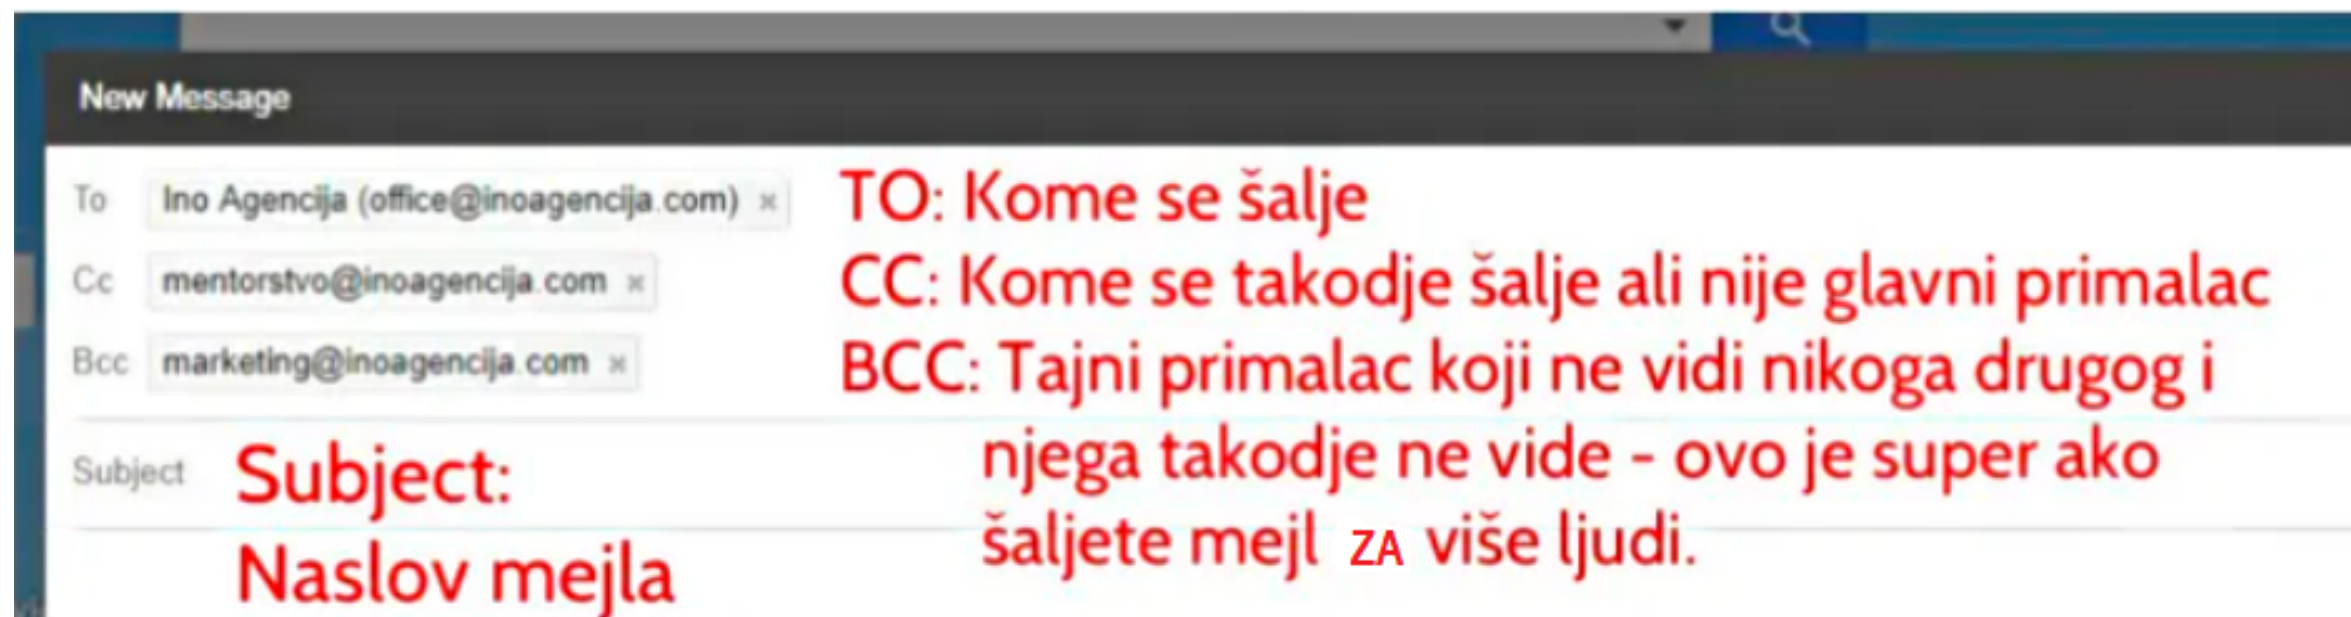 New Message
To Ino Agencija (office@inoagencija.com) × TO: Kome se šalje
Cc mentorstvo@inoagencija.com × CC: Kome se takodje šalje ali nije glavni primalac
Bcc marketing@inoagencija.com × BCC: Tajni primalac koji ne vidi nikoga drugog i
njega takodje ne vide - ovo je super ako
Subject Subject:
šaljete mejl ZA više ljudi.
Naslov mejla